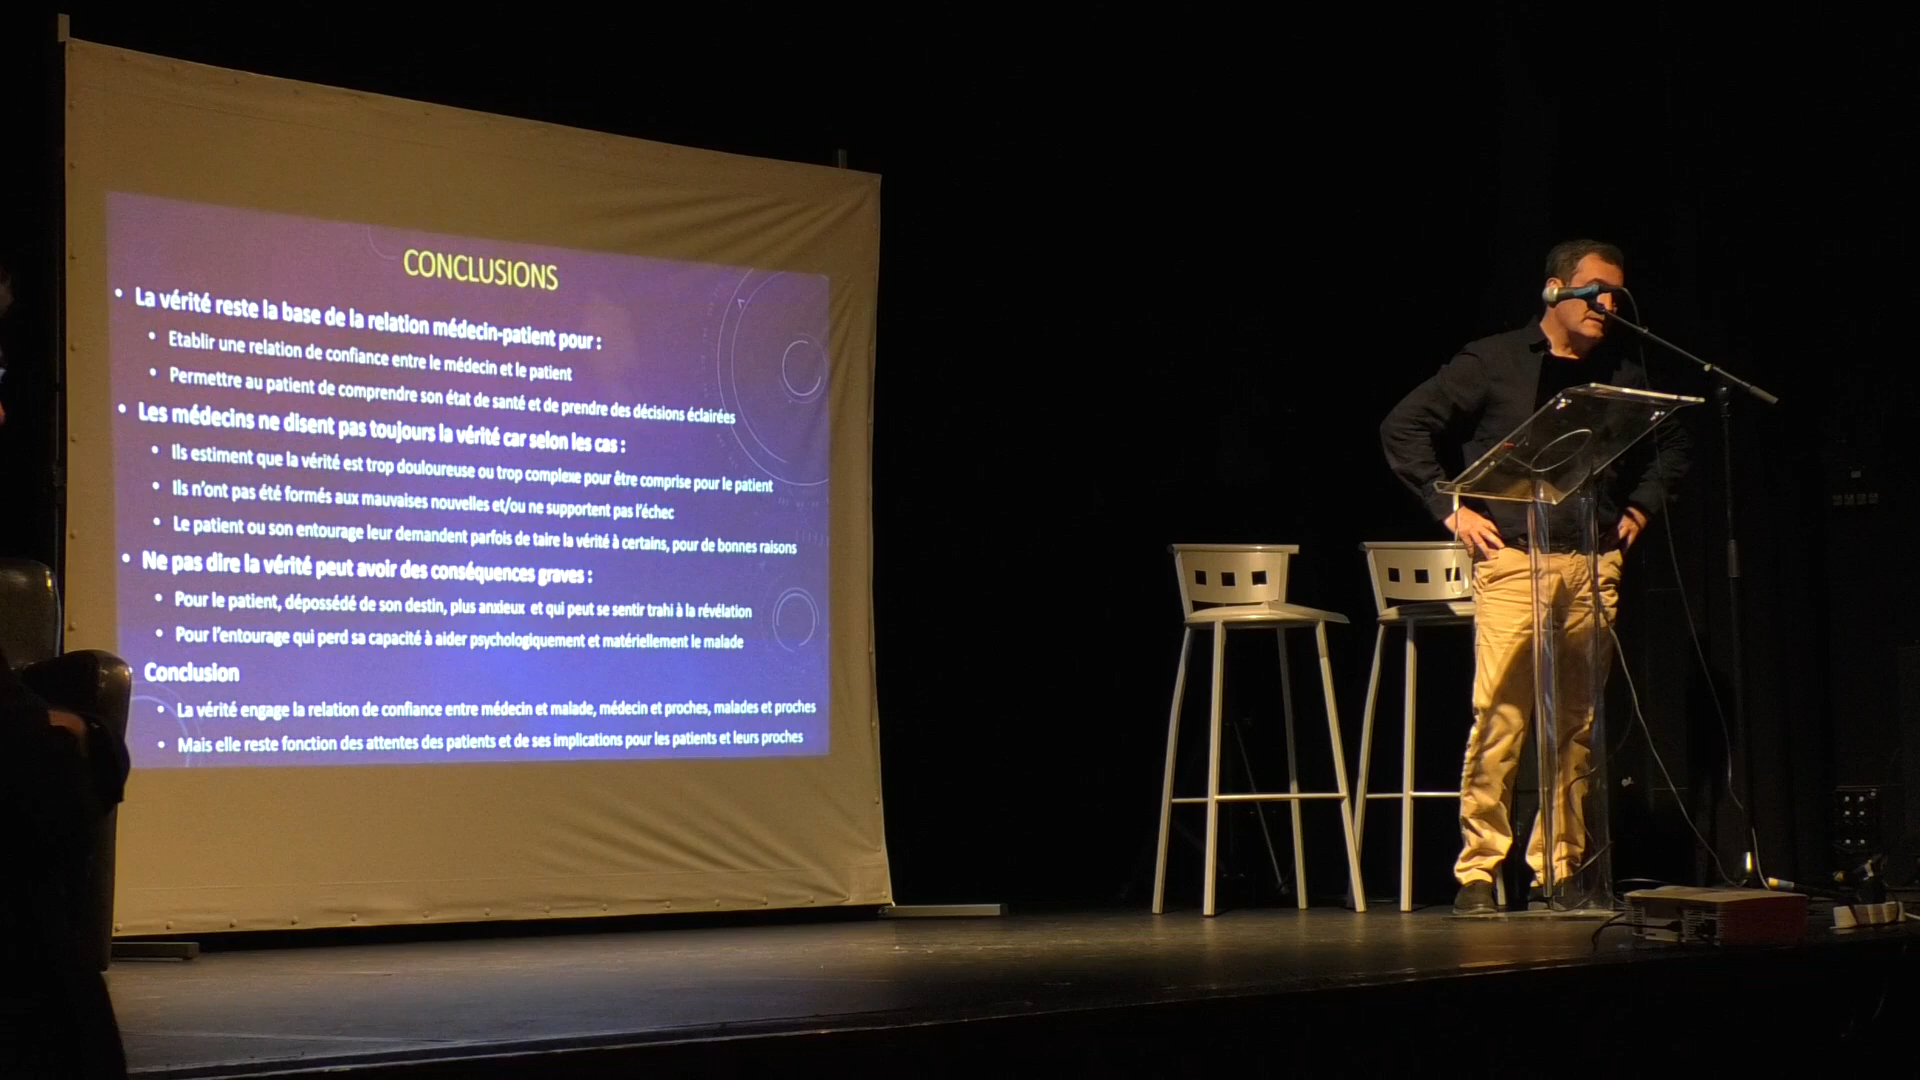 CONCLUSIONS
• La vérité reste la base de la relation médecin-patient pour :
• Etablir une relation de confiance entre le médecin et le patient
• Permettre au patient de comprendre son état de santé et de prendre des décisions éclairées
• Les médecins ne disent pas toujours la vérité car selon les cas :
• Ils estiment que la vérité est trop douloureuse ou trop complexe pour être comprise pour le patient
• Ils n'ont pas été formés aux mauvaises nouvelles et/ou ne supportent pas l'échec
• Le patient ou son entourage leur demandent parfois de taire la vérité à certains, pour de bonnes raisons
• Ne pas dire la vérité peut avoir des conséquences graves :
• Pour le patient, dépossédé de son destin, plus anxieux et qui peut se sentir trahi à la révélation
• Pour l'entourage qui perd sa capacité à aider psychologiquement et matériellement le malade
• Conclusion
• La vérité engage la relation de confiance entre médecin et malade, médecin et proches, malades et proches
• Mais elle reste fonction des attentes des patients et de ses implications pour les patients et leurs proches